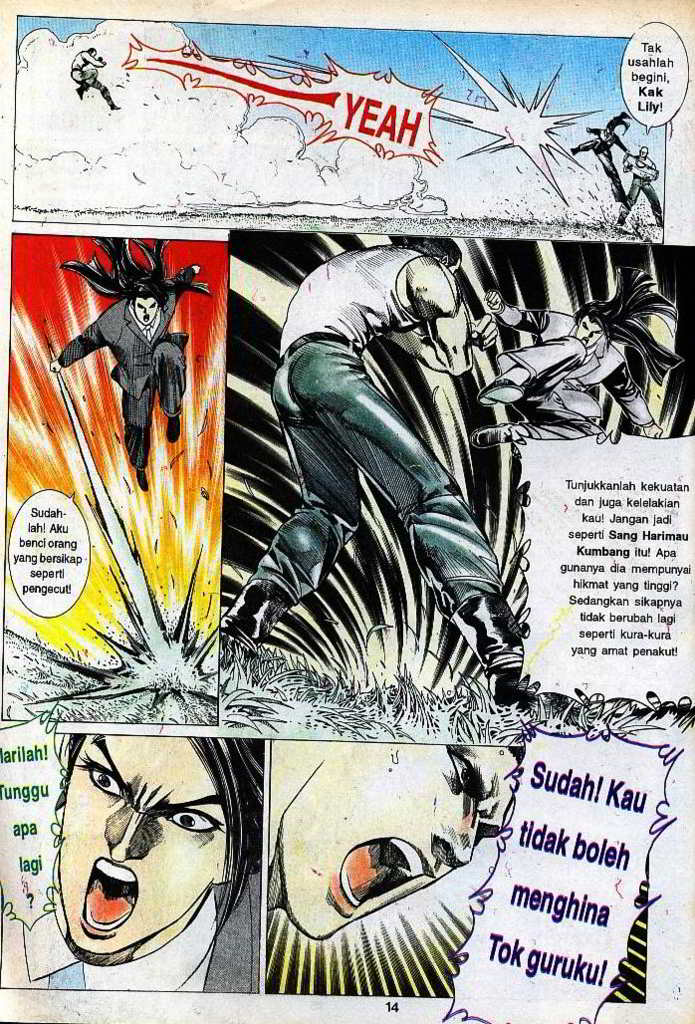 Tak
usahlah
begini,
Kak
Lily!
YEAH
Sudah-
lah! Aku
benci orang
yang bersikap
seperti
pengecut!
Tunjukkanlah kekuatan
dan juga kelelakian
kau! Jangan jadi
seperti Sang Harimau
Kumbang itu! Apa
gunanya dia mempunyai
hikmat yang tinggi?
Sedangkan sikapnya
tidak berubah lagi
seperti kura-kura
yang amat penakut!
Marilah!
Tunggu
apa
lagi
?
Sudah! Kau
tidak boleh
menghina
Tok guruku!
14